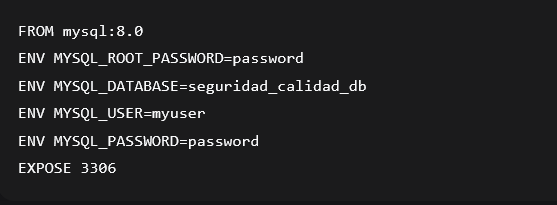 FROM mysql:8.0
ENV MYSQL_ROOT_PASSWORD=password
ENV MYSQL_DATABASE=seguridad_calidad_db
ENV MYSQL_USER=myuser
ENV MYSQL_PASSWORD=password
EXPOSE 3306